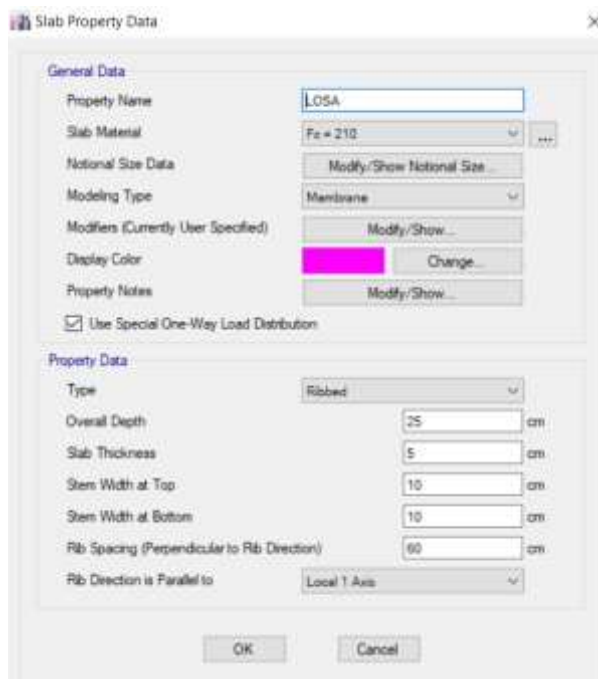 Slab Property Data
General Data
Property Name LOSA
Slab Material Fc = 210 ...
Notional Size Data Modify/Show Notional Size...
Modeling Type Membrane
Modifiers (Currently User Specified) Modify/Show...
Display Color Change...
Property Notes Modify/Show...
Use Special One-Way Load Distribution
Property Data
Type Ribbed
Overall Depth 25 cm
Slab Thickness 5 cm
Stem Width at Top 10 cm
Stem Width at Bottom 10 cm
Rib Spacing (Perpendicular to Rib Direction) 60 cm
Rib Direction is Parallel to Local 1 Axis
OK Cancel